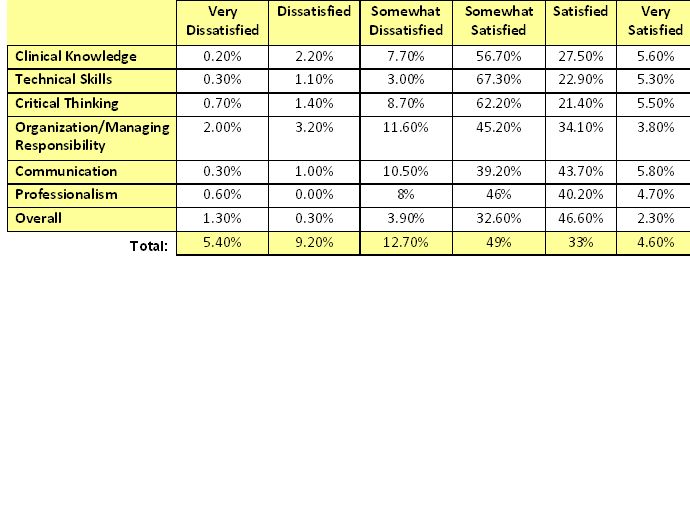 Very Dissatisfied Dissatisfied Somewhat Dissatisfied Somewhat Satisfied Satisfied Very Satisfied
Clinical Knowledge 0.20% 2.20% 7.70% 56.70% 27.50% 5.60%
Technical Skills 0.30% 1.10% 3.00% 67.30% 22.90% 5.30%
Critical Thinking 0.70% 1.40% 8.70% 62.20% 21.40% 5.50%
Organization/Managing Responsibility 2.00% 3.20% 11.60% 45.20% 34.10% 3.80%
Communication 0.30% 1.00% 10.50% 39.20% 43.70% 5.80%
Professionalism 0.60% 0.00% 8% 46% 40.20% 4.70%
Overall 1.30% 0.30% 3.90% 32.60% 46.60% 2.30%
Total: 5.40% 9.20% 12.70% 49% 33% 4.60%